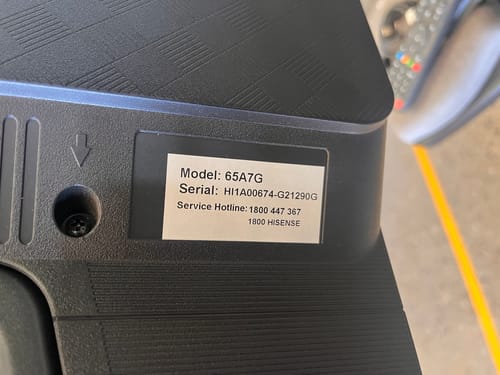 Model: 65A7G
Serial: HI1A00674-G21290G
Service Hotline: 1800 447 367
1800 HISENSE